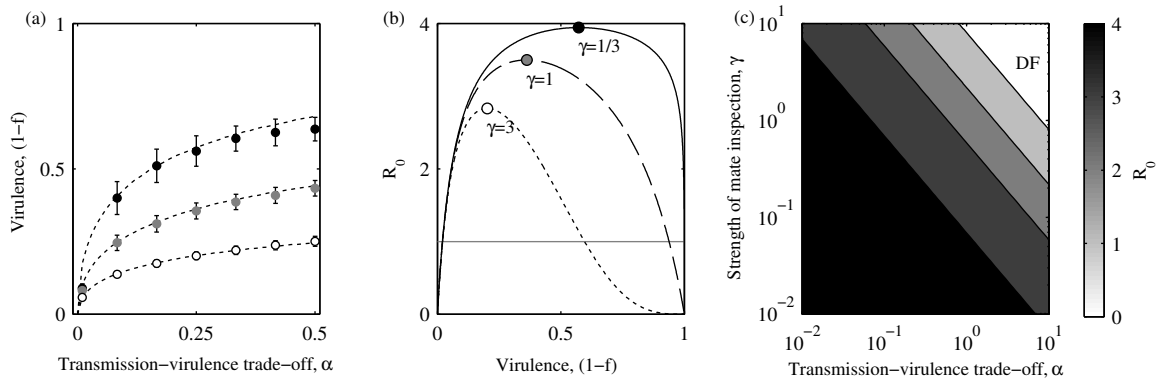 (a)
1
0.5
0
0
0.25
0.5
Virulence, (1−f)
Transmission−virulence trade−off, α
(b)
4
2
0
0
0.5
1
R0
Virulence, (1−f)
γ=1/3
γ=1
γ=3
(c)
10^1
10^0
10^−1
10^−2
10^−2
10^−1
10^0
10^1
Strength of mate inspection, γ
Transmission−virulence trade−off, α
DF
4
3
2
1
0
R0